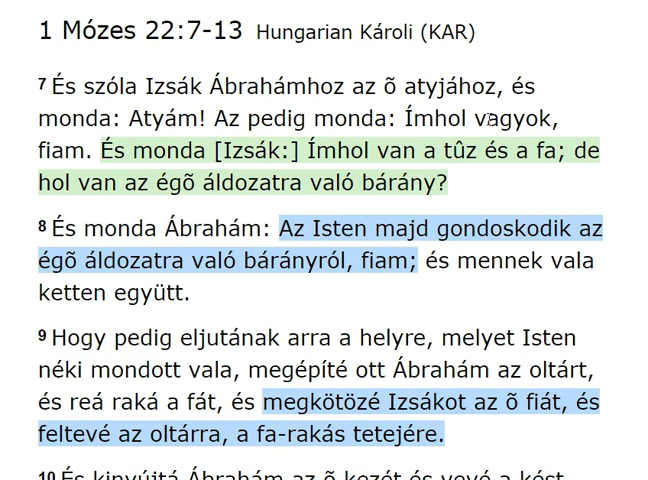 1 Mózes 22:7-13 Hungarian Károli (KAR)
7 És szóla Izsák Ábrahámhoz az õ atyjához, és
monda: Atyám! Az pedig monda: Ímhol vagyok,
fiam. És monda [Izsák:] Ímhol van a tûz és a fa; de
hol van az égõ áldozatra való bárány?
8 És monda Ábrahám: Az Isten majd gondoskodik az
égõ áldozatra való bárányról, fiam; és mennek vala
ketten együtt.
9 Hogy pedig eljutának arra a helyre, melyet Isten
néki mondott vala, megépíté ott Ábrahám az oltárt,
és reá raká a fát, és megkötözé Izsákot az õ fiát, és
feltevé az oltárra, a fa-rakás tetejére.
10 És kinyújtá Ábrahám az õ kezét és vevé a kést,